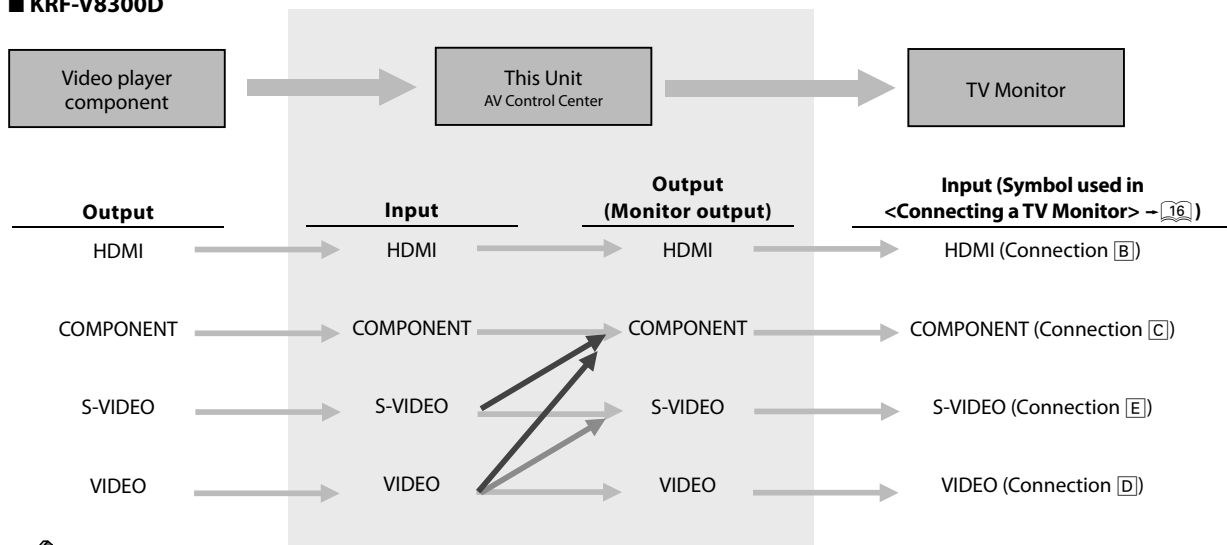 ■ KRF-V8300D
Video player
component
This Unit
AV Control Center
TV Monitor
Output
Input
Output
(Monitor output)
Input (Symbol used in
<Connecting a TV Monitor> → 16 )
HDMI
HDMI
HDMI
HDMI (Connection B)
COMPONENT
COMPONENT
COMPONENT
COMPONENT (Connection C)
S-VIDEO
S-VIDEO
S-VIDEO
S-VIDEO (Connection E)
VIDEO
VIDEO
VIDEO
VIDEO (Connection D)